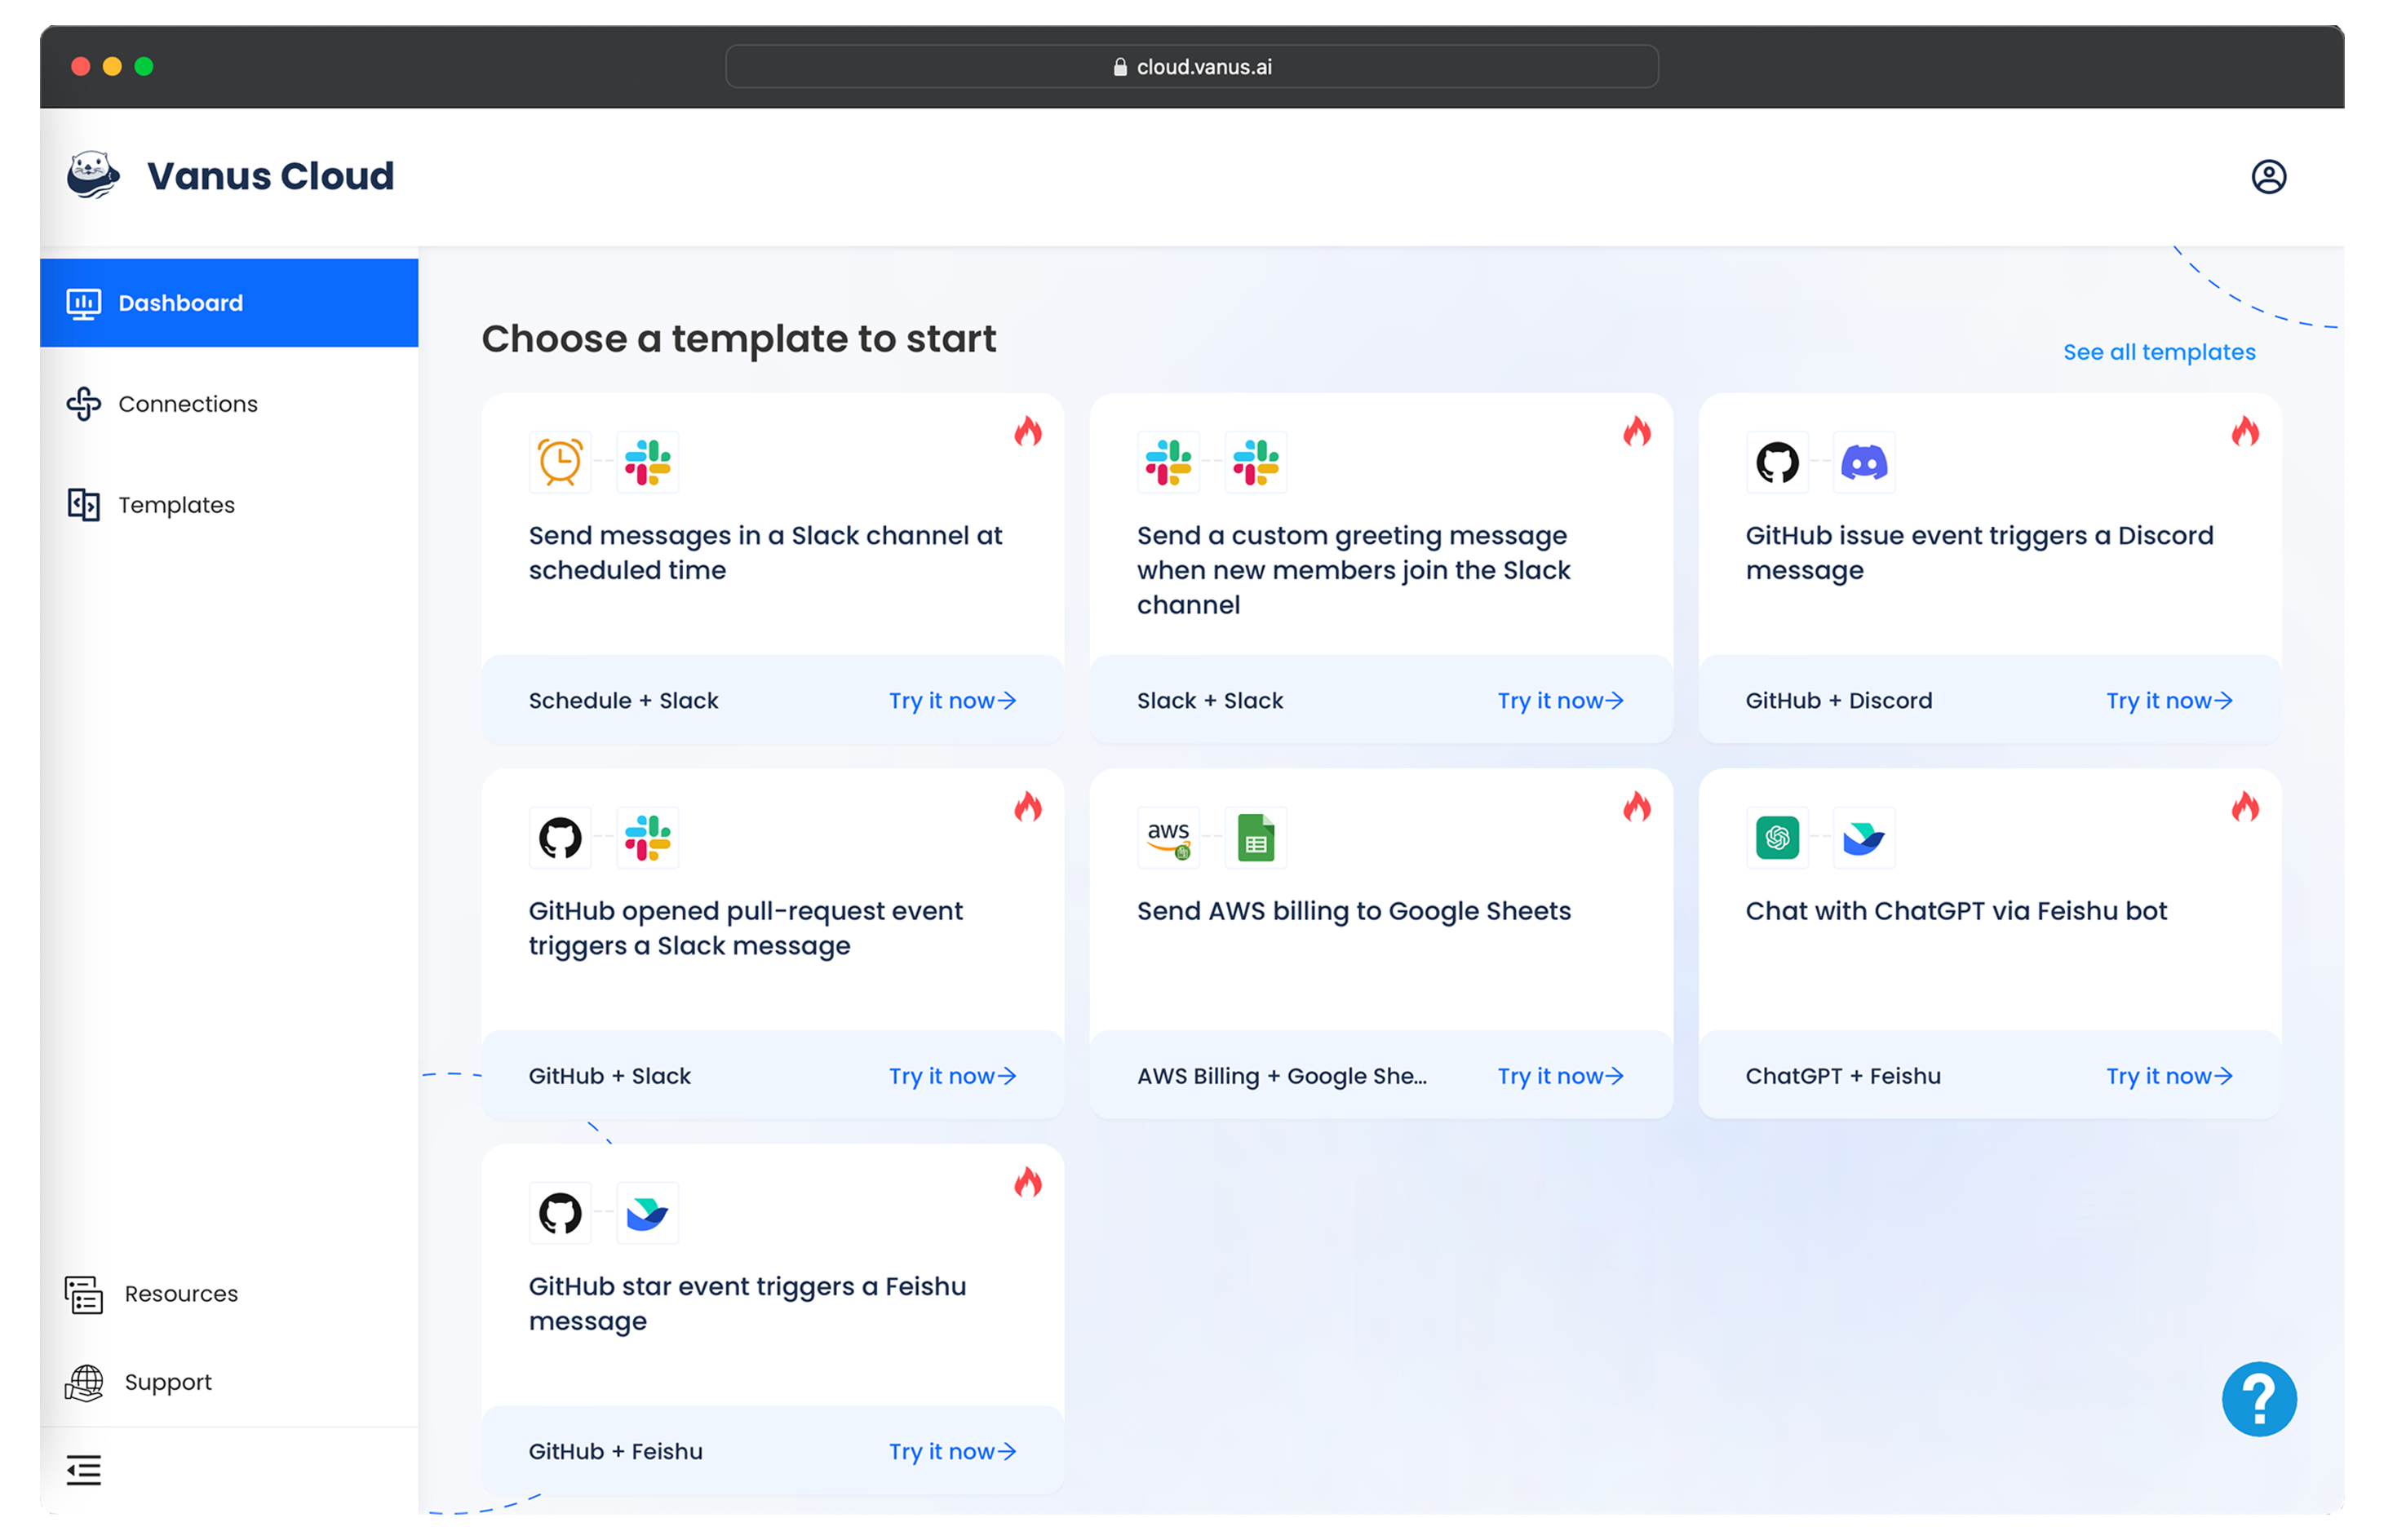 cloud.vanus.ai
Vanus Cloud
Dashboard
Connections
Templates
Resources
Support
Choose a template to start
See all templates
Send messages in a Slack channel at
scheduled time
Schedule + Slack
Try it now→
Send a custom greeting message
when new members join the Slack
channel
Slack + Slack
Try it now→
GitHub issue event triggers a Discord
message
GitHub + Discord
Try it now→
GitHub opened pull-request event
triggers a Slack message
GitHub + Slack
Try it now→
aws
Send AWS billing to Google Sheets
AWS Billing + Google She...
Try it now→
Chat with ChatGPT via Feishu bot
ChatGPT + Feishu
Try it now→
GitHub star event triggers a Feishu
message
GitHub + Feishu
Try it now→
?